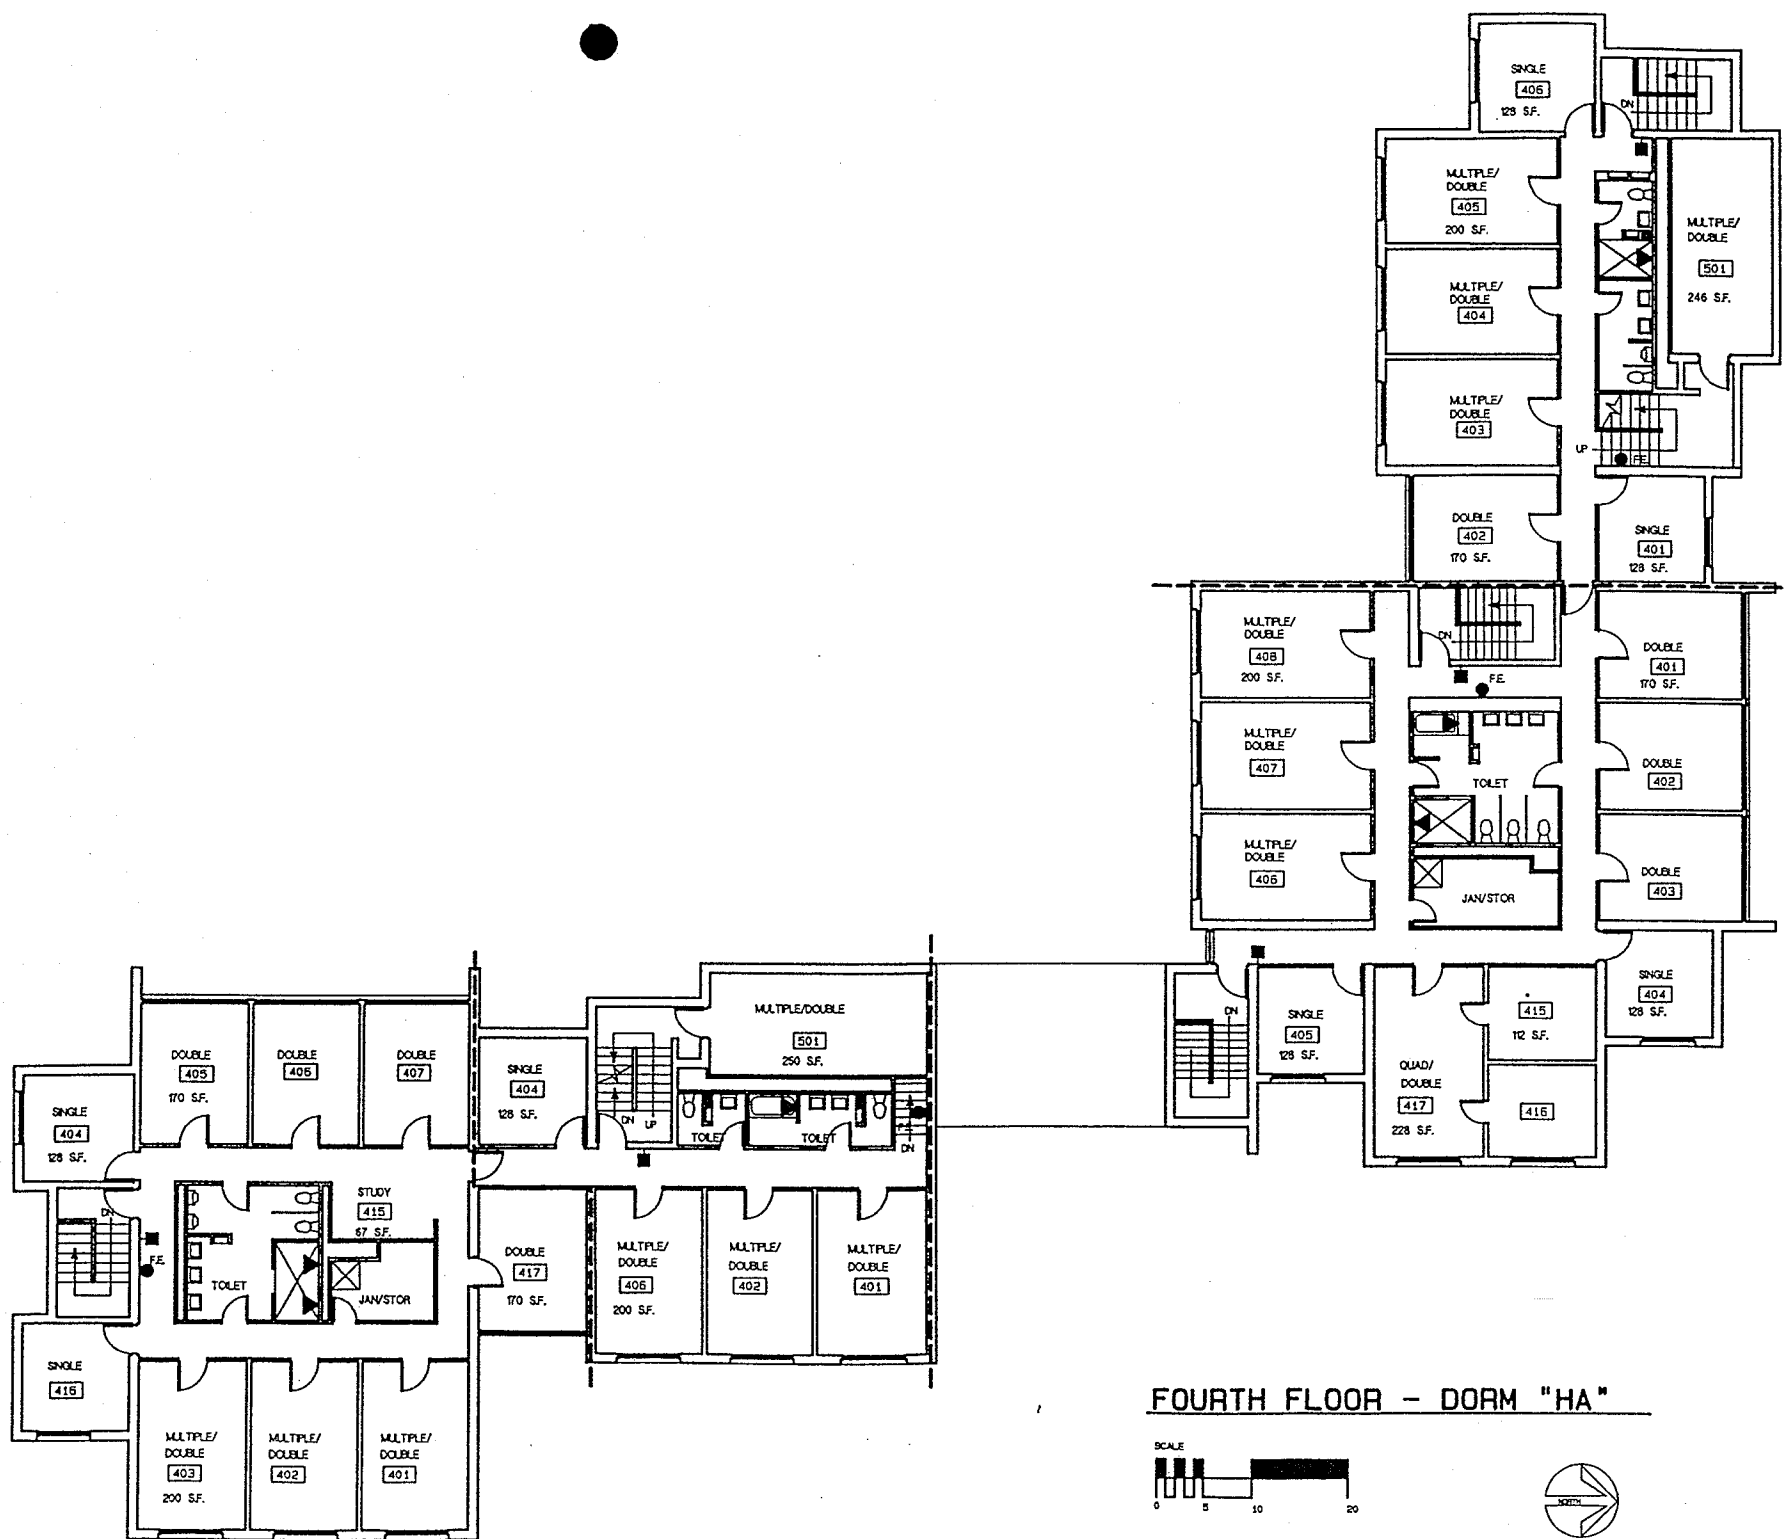 SINGLE
406
128 S.F.
DN
MULTIPLE/
DOUBLE
405
200 S.F.
MULTIPLE/
DOUBLE
501
246 S.F.
MULTIPLE/
DOUBLE
404
MULTIPLE/
DOUBLE
403
UP
F.E.
DOUBLE
402
170 S.F.
SINGLE
401
128 S.F.
MULTIPLE/
DOUBLE
408
200 S.F.
DN
F.E.
DOUBLE
401
170 S.F.
MULTIPLE/
DOUBLE
407
TOILET
DOUBLE
402
MULTIPLE/
DOUBLE
406
JAN/STOR
DOUBLE
403
SINGLE
404
128 S.F.
DN
SINGLE
405
128 S.F.
415
112 S.F.
QUAD/
DOUBLE
417
228 S.F.
416
MULTIPLE/DOUBLE
501
250 S.F.
SINGLE
404
128 S.F.
DN
UP
TOILET
TOILET
F.E.
DN
DOUBLE
405
170 S.F.
DOUBLE
406
DOUBLE
407
SINGLE
404
128 S.F.
DN
F.E.
STUDY
415
67 S.F.
TOILET
JAN/STOR
DOUBLE
417
170 S.F.
MULTIPLE/
DOUBLE
406
200 S.F.
MULTIPLE/
DOUBLE
402
MULTIPLE/
DOUBLE
401
SINGLE
416
MULTIPLE/
DOUBLE
403
200 S.F.
MULTIPLE/
DOUBLE
402
MULTIPLE/
DOUBLE
401
FOURTH FLOOR - DORM "HA"
SCALE
0 5 10 20
NORTH